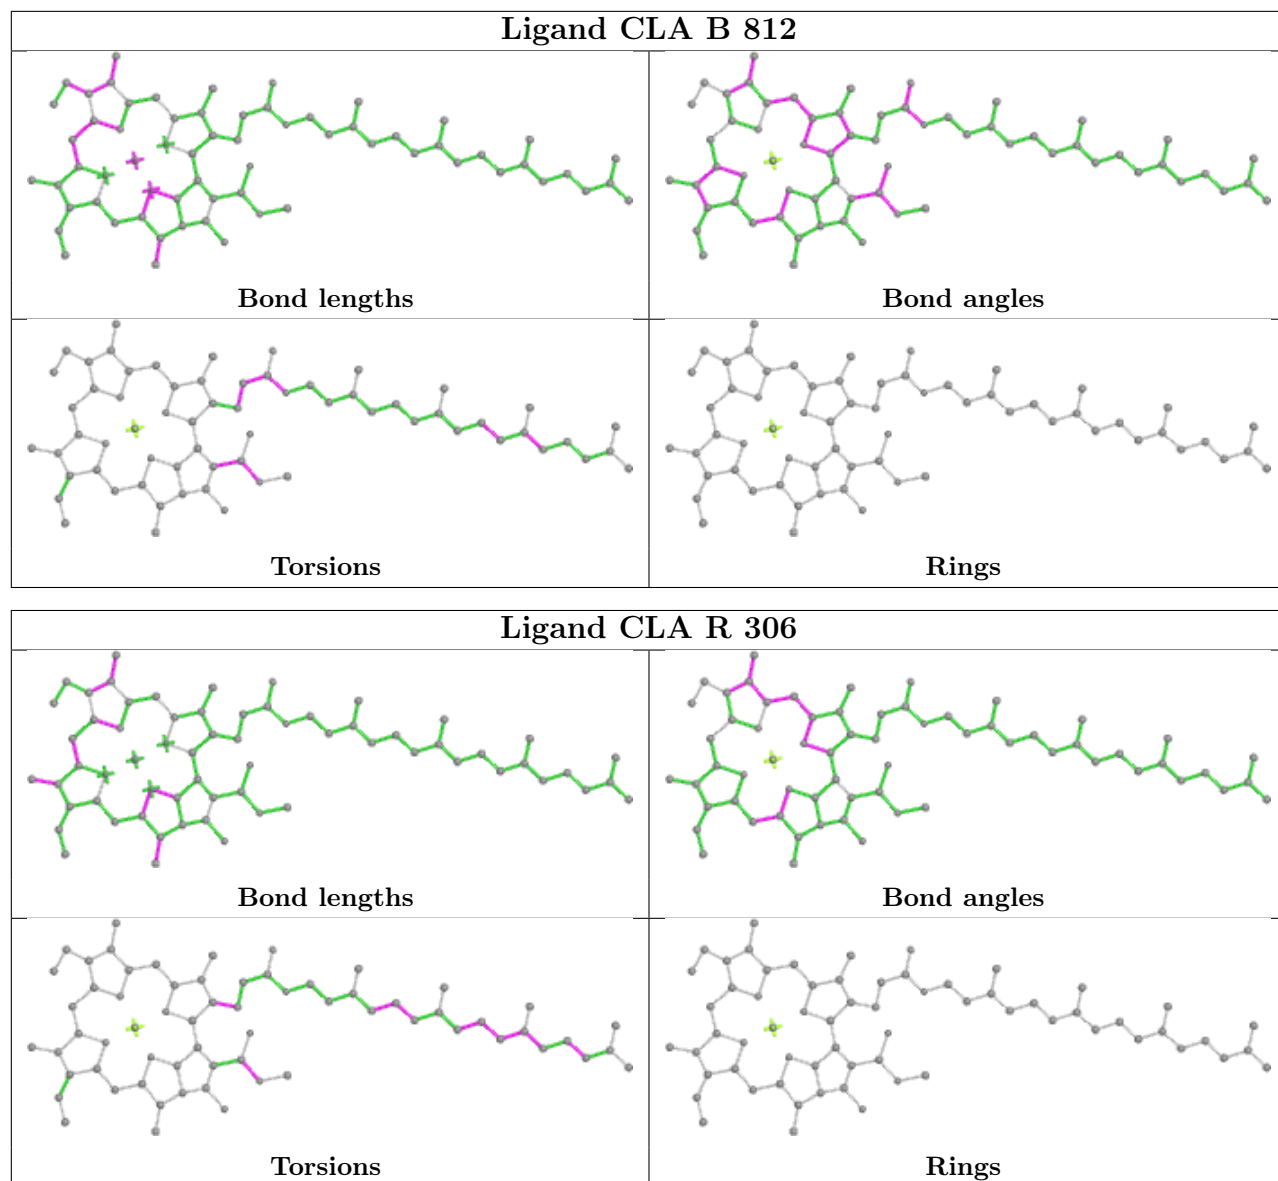 Ligand CLA B 812
Bond lengths
Bond angles
Torsions
Rings
Ligand CLA R 306
Bond lengths
Bond angles
Torsions
Rings